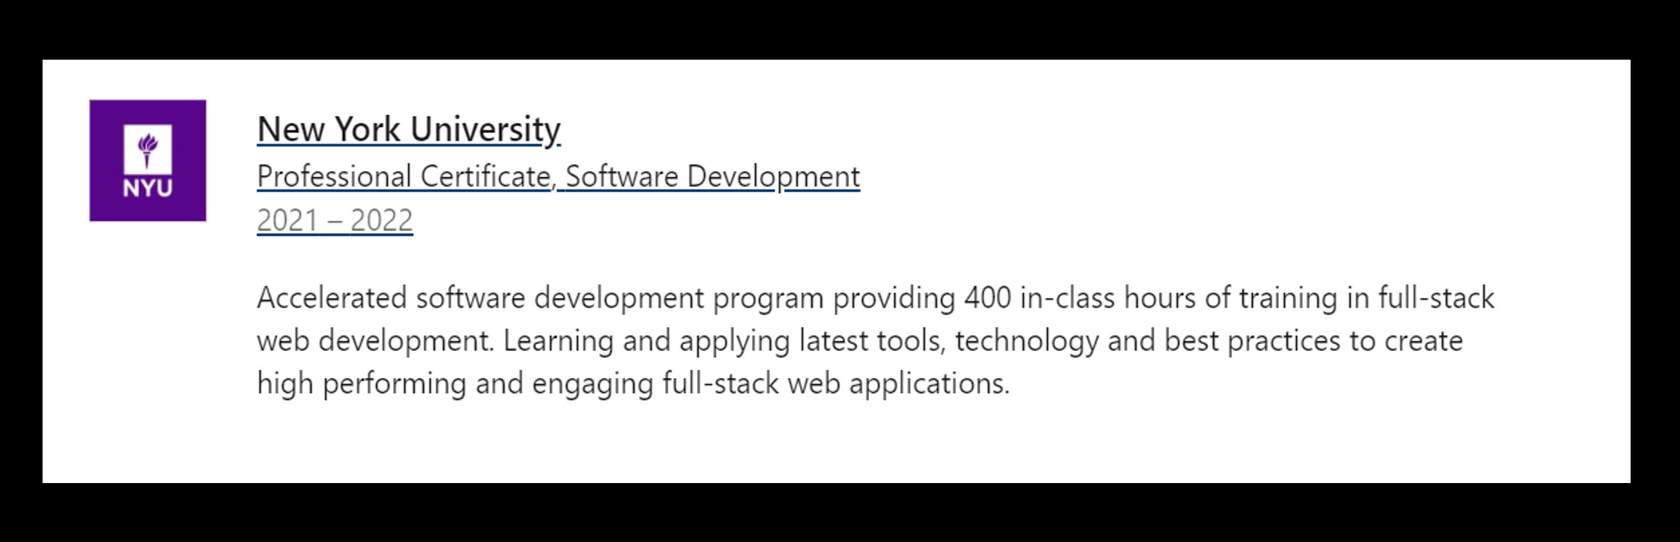 NYU
New York University
Professional Certificate, Software Development
2021 – 2022
Accelerated software development program providing 400 in-class hours of training in full-stack
web development. Learning and applying latest tools, technology and best practices to create
high performing and engaging full-stack web applications.